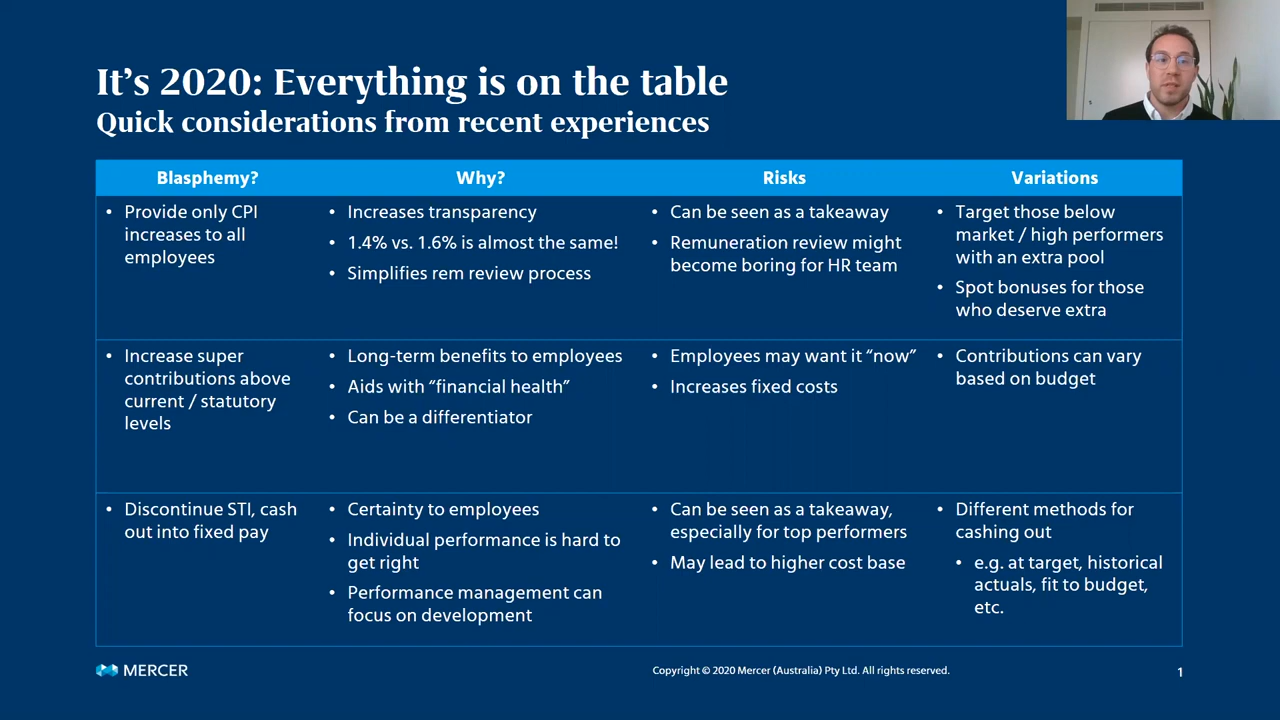 It's 2020: Everything is on the table
Quick considerations from recent experiences
Blasphemy?
Why?
Risks
Variations
• Provide only CPI
increases to all
employees
• Increases transparency
• 1.4% vs. 1.6% is almost the same!
• Simplifies rem review process
• Can be seen as a takeaway
• Remuneration review might
become boring for HR team
• Target those below
market / high performers
with an extra pool
• Spot bonuses for those
who deserve extra
• Increase super
contributions above
current / statutory
levels
• Long-term benefits to employees
• Aids with “financial health”
• Can be a differentiator
• Employees may want it “now”
• Increases fixed costs
• Contributions can vary
based on budget
• Discontinue STI, cash
out into fixed pay
• Certainty to employees
• Individual performance is hard to
get right
• Performance management can
focus on development
• Can be seen as a takeaway,
especially for top performers
• May lead to higher cost base
• Different methods for
cashing out
• e.g. at target, historical
actuals, fit to budget,
etc.
MERCER
Copyright © 2020 Mercer (Australia) Pty Ltd. All rights reserved.
1